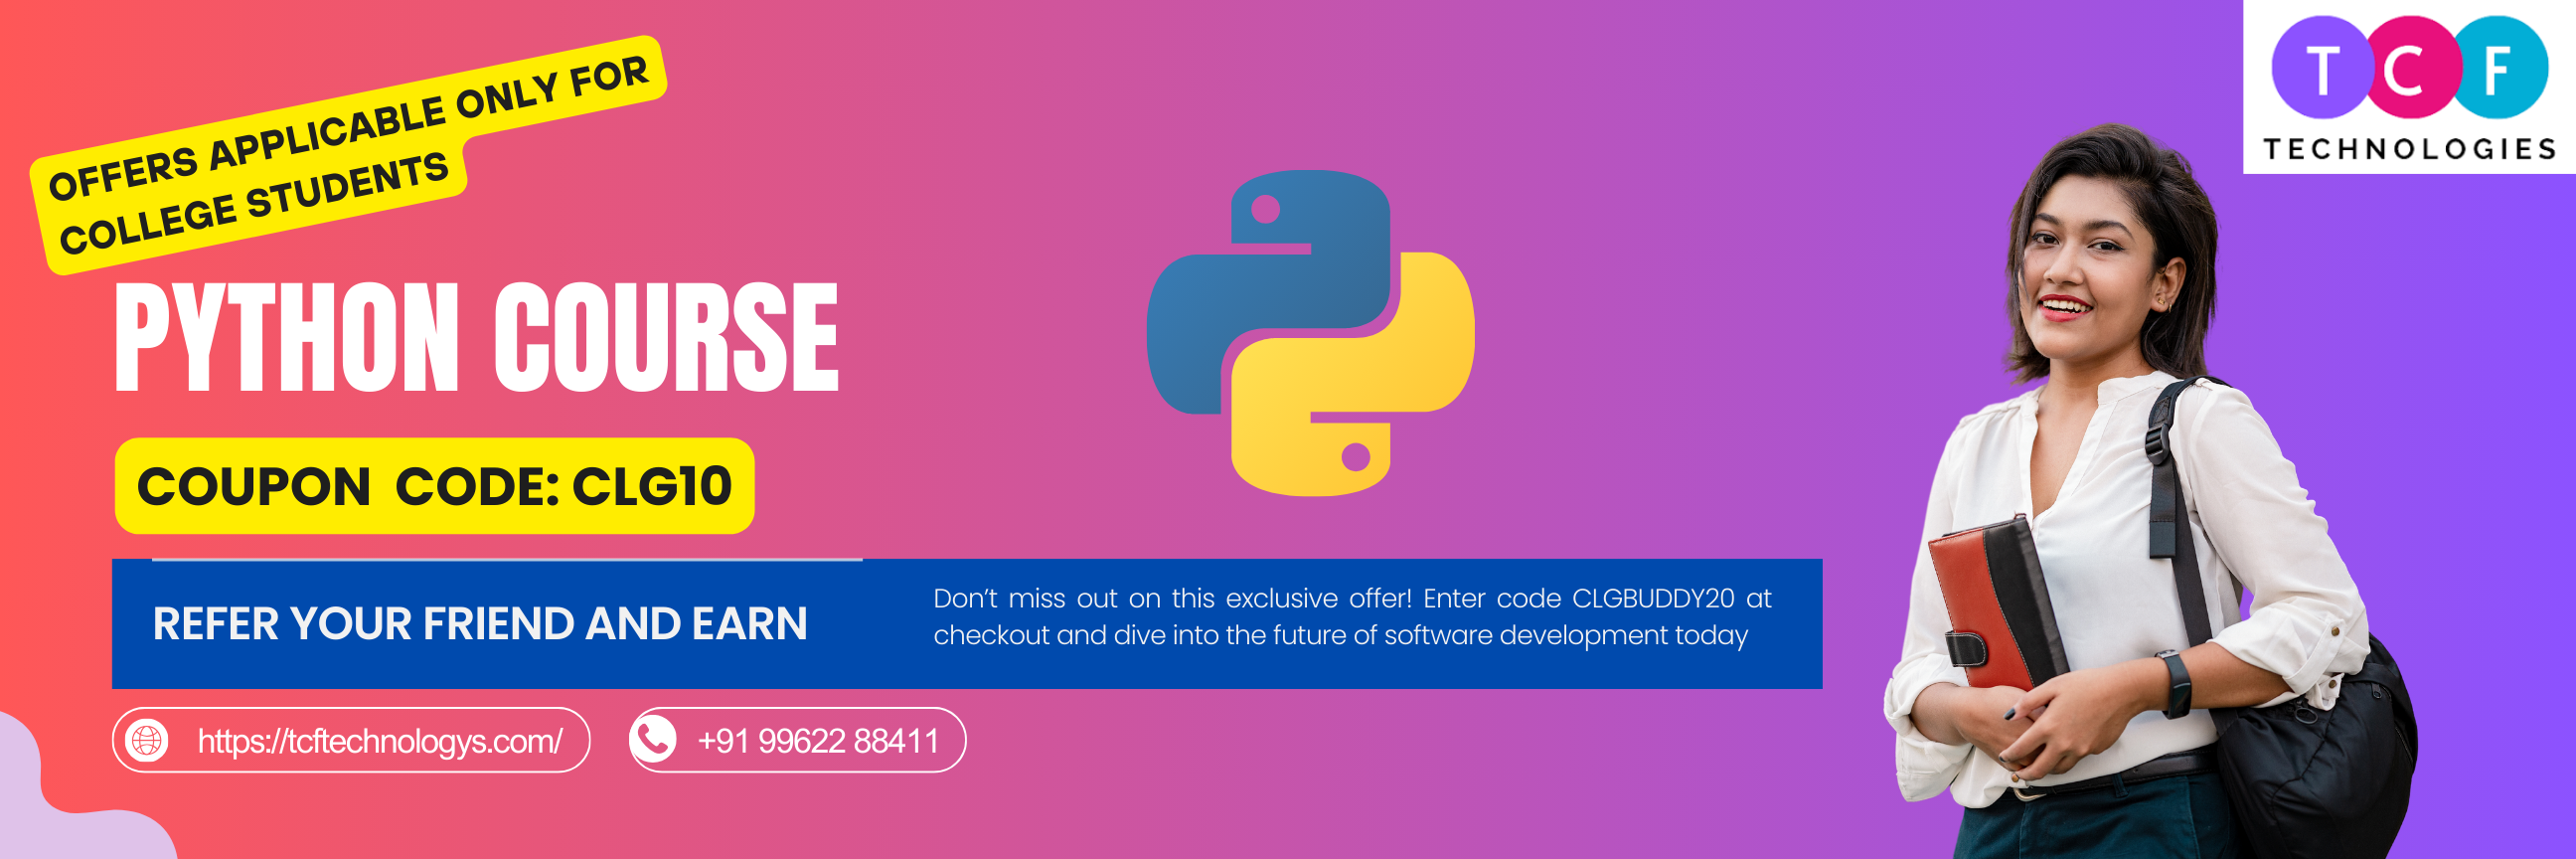 OFFERS APPLICABLE ONLY FOR
COLLEGE STUDENTS
PYTHON COURSE
COUPON CODE: CLG10
REFER YOUR FRIEND AND EARN
Don't miss out on this exclusive offer! Enter code CLGBUDDY20 at
checkout and dive into the future of software development today
https://tcftechnologys.com/
+91 99622 88411
TCF
TECHNOLOGIES